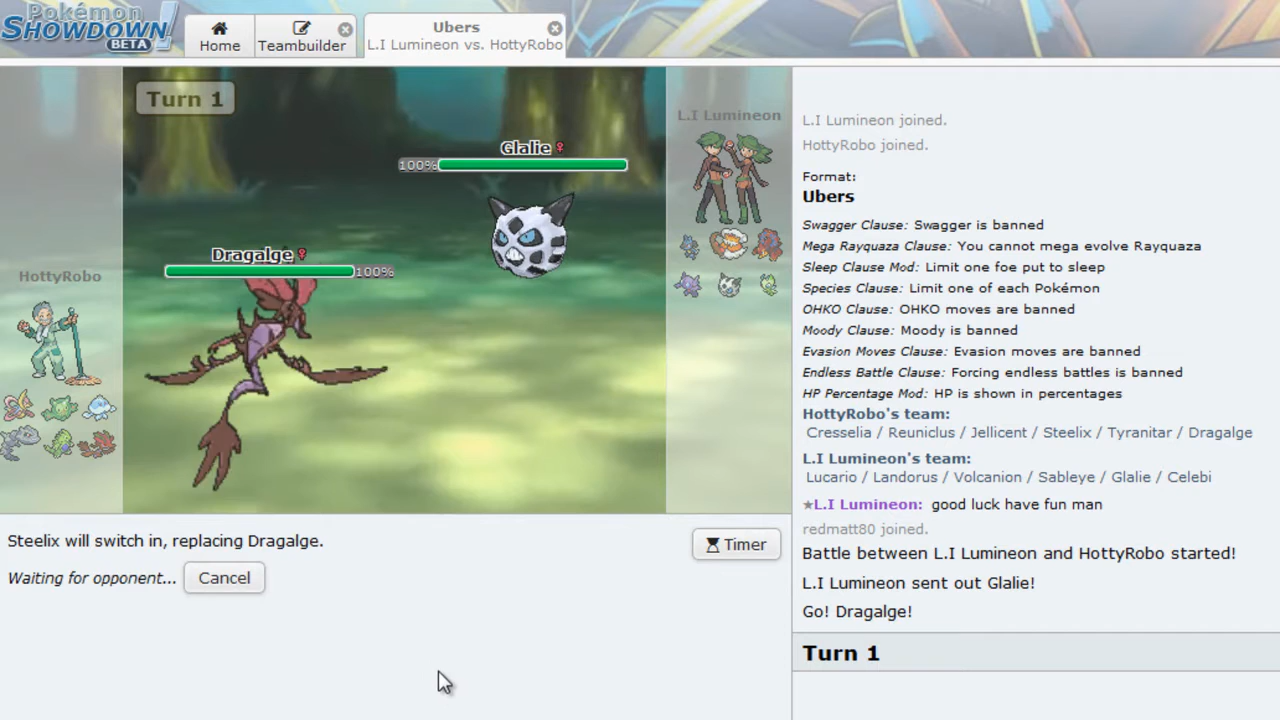 Pokémon
SHOWDOWN!
BETA
Home
Teambuilder
Ubers
L.I Lumineon vs. HottyRobo
Turn 1
Glalie ♀
100%
Dragalge ♀
100%
HottyRobo
L.I Lumineon
Steelix will switch in, replacing Dragalge.
Timer
Waiting for opponent... Cancel
L.I Lumineon joined.
HottyRobo joined.
Format:
Ubers
Swagger Clause: Swagger is banned
Mega Rayquaza Clause: You cannot mega evolve Rayquaza
Sleep Clause Mod: Limit one foe put to sleep
Species Clause: Limit one of each Pokémon
OHKO Clause: OHKO moves are banned
Moody Clause: Moody is banned
Evasion Moves Clause: Evasion moves are banned
Endless Battle Clause: Forcing endless battles is banned
HP Percentage Mod: HP is shown in percentages
HottyRobo's team:
Cresselia / Reuniclus / Jellicent / Steelix / Tyranitar / Dragalge
L.I Lumineon's team:
Lucario / Landorus / Volcanion / Sableye / Glalie / Celebi
★L.I Lumineon: good luck have fun man
redmatt80 joined.
Battle between L.I Lumineon and HottyRobo started!
L.I Lumineon sent out Glalie!
Go! Dragalge!
Turn 1